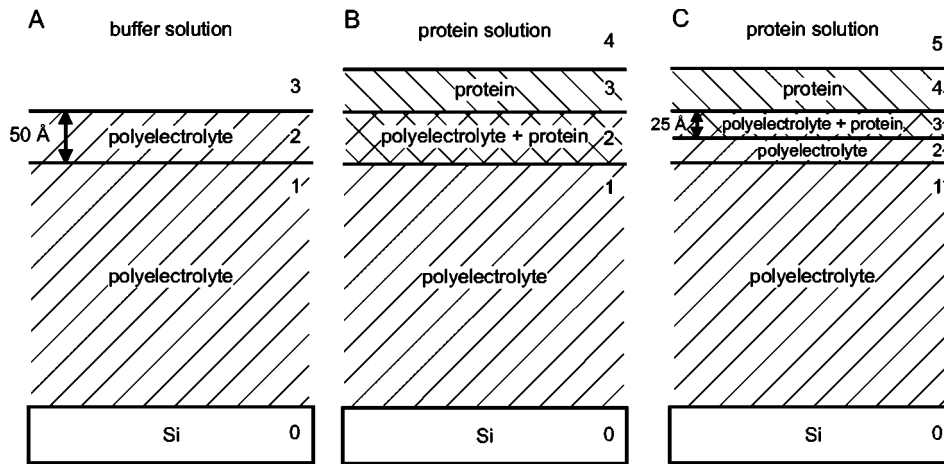 A
buffer solution
3
50 Å
polyelectrolyte
2
1
polyelectrolyte
Si
0
B
protein solution
4
protein
3
polyelectrolyte + protein
2
1
polyelectrolyte
Si
0
C
protein solution
5
protein
4
25 Å
polyelectrolyte + protein
3
polyelectrolyte
2
1
polyelectrolyte
Si
0